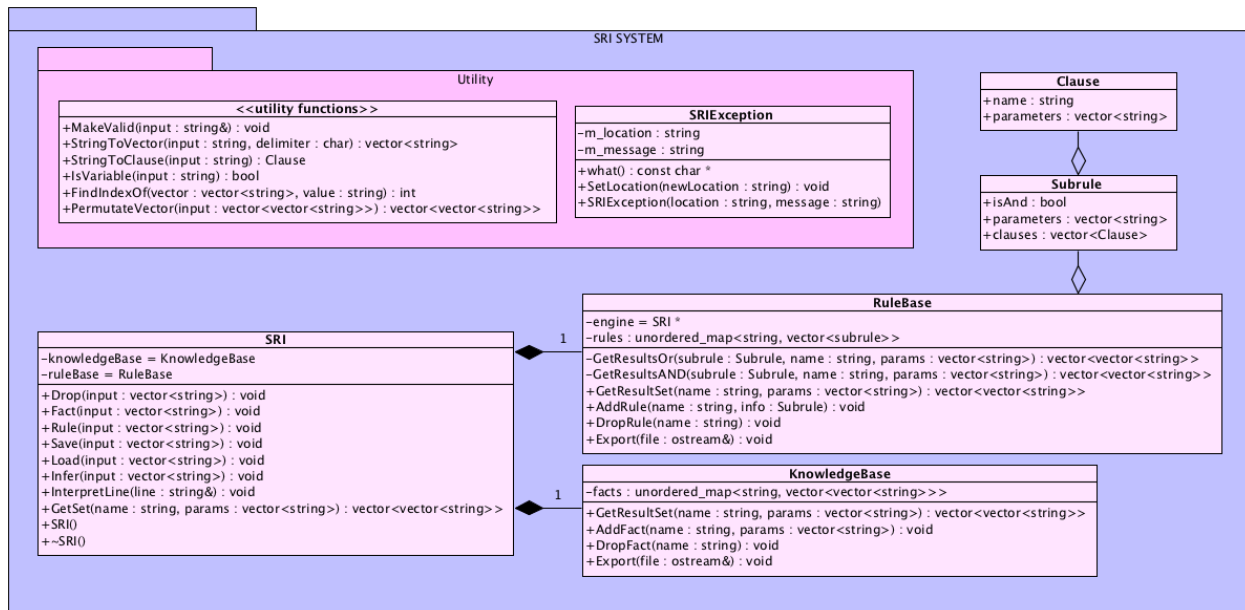 SRI SYSTEM
Utility
<<utility functions>>
+MakeValid(input : string&) : void
+StringToVector(input : string, delimiter : char) : vector<string>
+StringToClause(input : string) : Clause
+IsVariable(input : string) : bool
+FindIndexOf(vector : vector<string>, value : string) : int
+PermutateVector(input : vector<vector<string>>) : vector<vector<string>>
SRIException
-m_location : string
-m_message : string
+what() : const char *
+SetLocation(newLocation : string) : void
+SRIException(location : string, message : string)
Clause
+name : string
+parameters : vector<string>
Subrule
+isAnd : bool
+parameters : vector<string>
+clauses : vector<Clause>
RuleBase
-engine = SRI *
-rules : unordered_map<string, vector<subrule>>
-GetResultsOr(subrule : Subrule, name : string, params : vector<string>) : vector<vector<string>>
-GetResultsAND(subrule : Subrule, name : string, params : vector<string>) : vector<vector<string>>
+GetResultSet(name : string, params : vector<string>) : vector<vector<string>>
+AddRule(name : string, info : Subrule) : void
+DropRule(name : string) : void
+Export(file : ostream&) : void
SRI
-knowledgeBase = KnowledgeBase
-ruleBase = RuleBase
+Drop(input : vector<string>) : void
+Fact(input : vector<string>) : void
+Rule(input : vector<string>) : void
+Save(input : vector<string>) : void
+Load(input : vector<string>) : void
+Infer(input : vector<string>) : void
+InterpretLine(line : string&) : void
+GetSet(name : string, params : vector<string>) : vector<vector<string>>
+SRI()
+~SRI()
1
1
KnowledgeBase
-facts : unordered_map<string, vector<vector<string>>>
+GetResultSet(name : string, params : vector<string>) : vector<vector<string>>
+AddFact(name : string, params : vector<string>) : void
+DropFact(name : string) : void
+Export(file : ostream&) : void